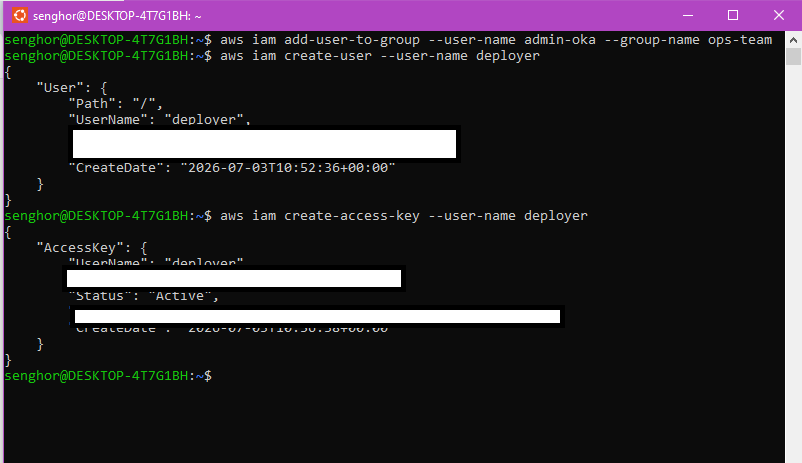 senghor@DESKTOP-4T7G1BH: ~
senghor@DESKTOP-4T7G1BH:~$ aws iam add-user-to-group --user-name admin-oka --group-name ops-team
senghor@DESKTOP-4T7G1BH:~$ aws iam create-user --user-name deployer
{
    "User": {
        "Path": "/",
        "UserName": "deployer",
        "CreateDate": "2026-07-03T10:52:36+00:00"
    }
}
senghor@DESKTOP-4T7G1BH:~$ aws iam create-access-key --user-name deployer
{
    "AccessKey": {
        "UserName": "deployer"
        "Status": "Active",
        "CreateDate":
    }
}
senghor@DESKTOP-4T7G1BH:~$